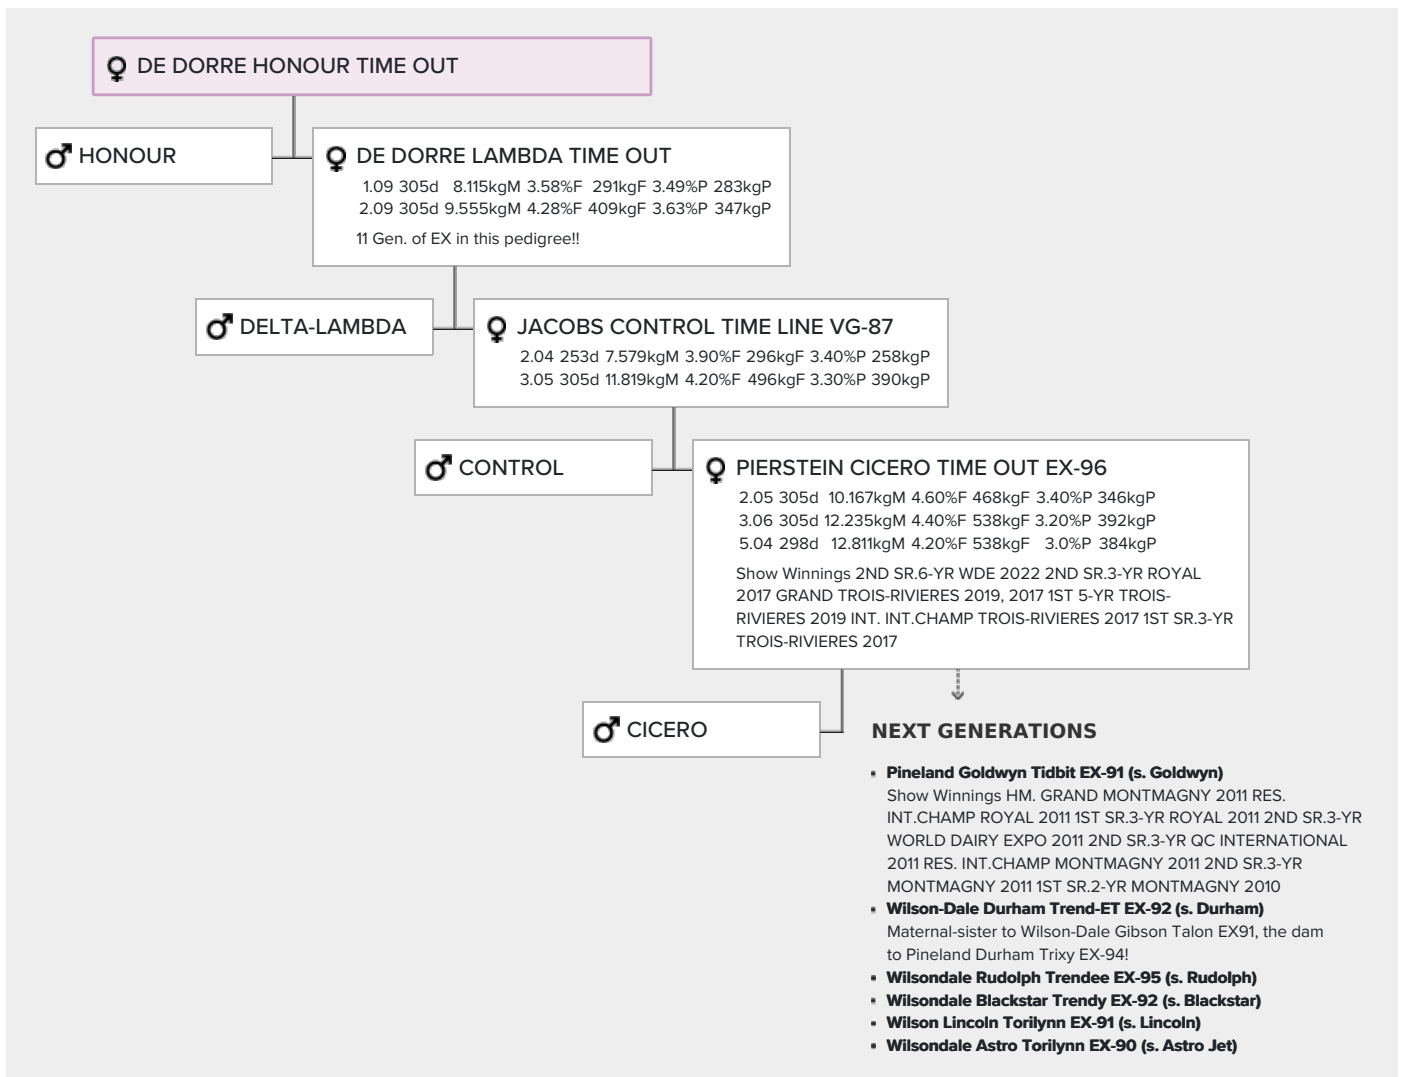 DE DORRE HONOUR TIME OUT
HONOUR
DE DORRE LAMBDA TIME OUT
1.09 305d 8.115kgM 3.58%F 291kgF 3.49%P 283kgP
2.09 305d 9.555kgM 4.28%F 409kgF 3.63%P 347kgP
11 Gen. of EX in this pedigree!!
DELTA-LAMBDA
JACOBS CONTROL TIME LINE VG-87
2.04 253d 7.579kgM 3.90%F 296kgF 3.40%P 258kgP
3.05 305d 11.819kgM 4.20%F 496kgF 3.30%P 390kgP
CONTROL
PIERSTEIN CICERO TIME OUT EX-96
2.05 305d 10.167kgM 4.60%F 468kgF 3.40%P 346kgP
3.06 305d 12.235kgM 4.40%F 538kgF 3.20%P 392kgP
5.04 298d 12.811kgM 4.20%F 538kgF 3.0%P 384kgP
Show Winnings 2ND SR.6-YR WDE 2022 2ND SR.3-YR ROYAL
2017 GRAND TROIS-RIVIERES 2019, 2017 1ST 5-YR TROIS-
RIVIERES 2019 INT. INT.CHAMP TROIS-RIVIERES 2017 1ST SR.3-YR
TROIS-RIVIERES 2017
CICERO
NEXT GENERATIONS
Pineland Goldwyn Tidbit EX-91 (s. Goldwyn)
Show Winnings HM. GRAND MONTMAGNY 2011 RES.
INT.CHAMP ROYAL 2011 1ST SR.3-YR ROYAL 2011 2ND SR.3-YR
WORLD DAIRY EXPO 2011 2ND SR.3-YR QC INTERNATIONAL
2011 RES. INT.CHAMP MONTMAGNY 2011 2ND SR.3-YR
MONTMAGNY 2011 1ST SR.2-YR MONTMAGNY 2010
Wilson-Dale Durham Trend-ET EX-92 (s. Durham)
Maternal-sister to Wilson-Dale Gibson Talon EX91, the dam
to Pineland Durham Trixy EX-94!
Wilsondale Rudolph Trendee EX-95 (s. Rudolph)
Wilsondale Blackstar Trendy EX-92 (s. Blackstar)
Wilson Lincoln Torilynn EX-91 (s. Lincoln)
Wilsondale Astro Torilynn EX-90 (s. Astro Jet)